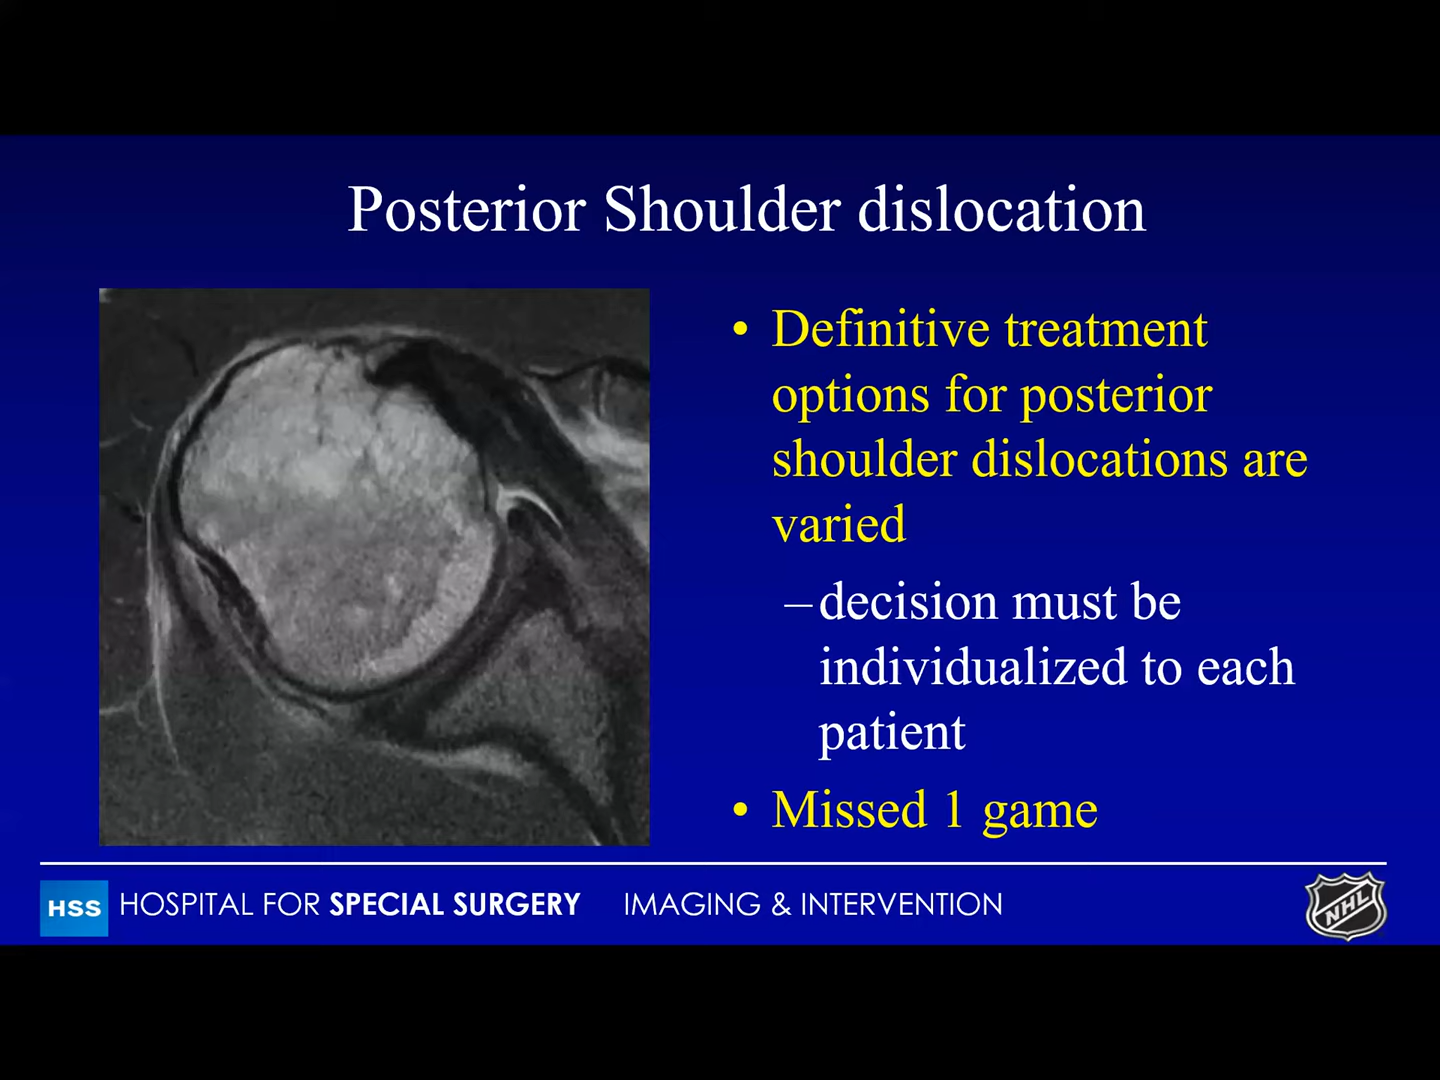 Posterior Shoulder dislocation
• Definitive treatment
options for posterior
shoulder dislocations are
varied
– decision must be
individualized to each
patient
• Missed 1 game
HSS HOSPITAL FOR SPECIAL SURGERY IMAGING & INTERVENTION NHL